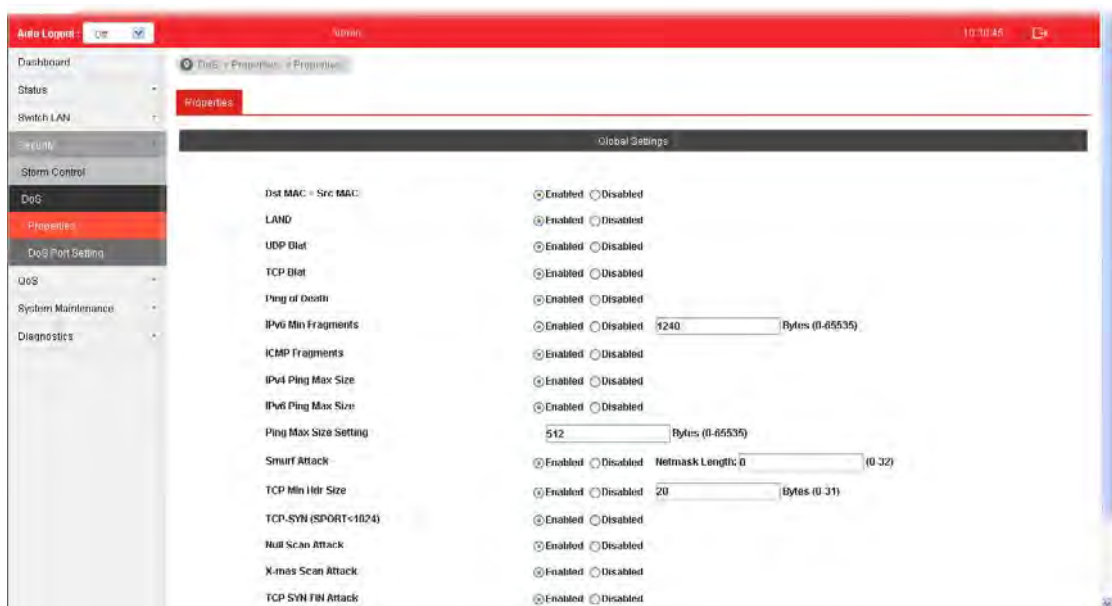 Auto Logout : Off Admin 10:30:45
Dashboard
DoS » Properties » Properties
Status
Properties
Switch LAN
Security
Global Settings
Storm Control
DoS
Properties
DoS Port Setting
QoS
System Maintenance
Diagnostics
Dst MAC = Src MAC Enabled Disabled
LAND Enabled Disabled
UDP Blat Enabled Disabled
TCP Blat Enabled Disabled
Ping of Death Enabled Disabled
IPv6 Min Fragments Enabled Disabled 1240 Bytes (0-65535)
ICMP Fragments Enabled Disabled
IPv4 Ping Max Size Enabled Disabled
IPv6 Ping Max Size Enabled Disabled
Ping Max Size Setting 512 Bytes (0-65535)
Smurf Attack Enabled Disabled Netmask Length: 0 (0-32)
TCP Min Hdr Size Enabled Disabled 20 Bytes (0-31)
TCP-SYN (SPORT<1024) Enabled Disabled
Null Scan Attack Enabled Disabled
X-mas Scan Attack Enabled Disabled
TCP SYN FIN Attack Enabled Disabled